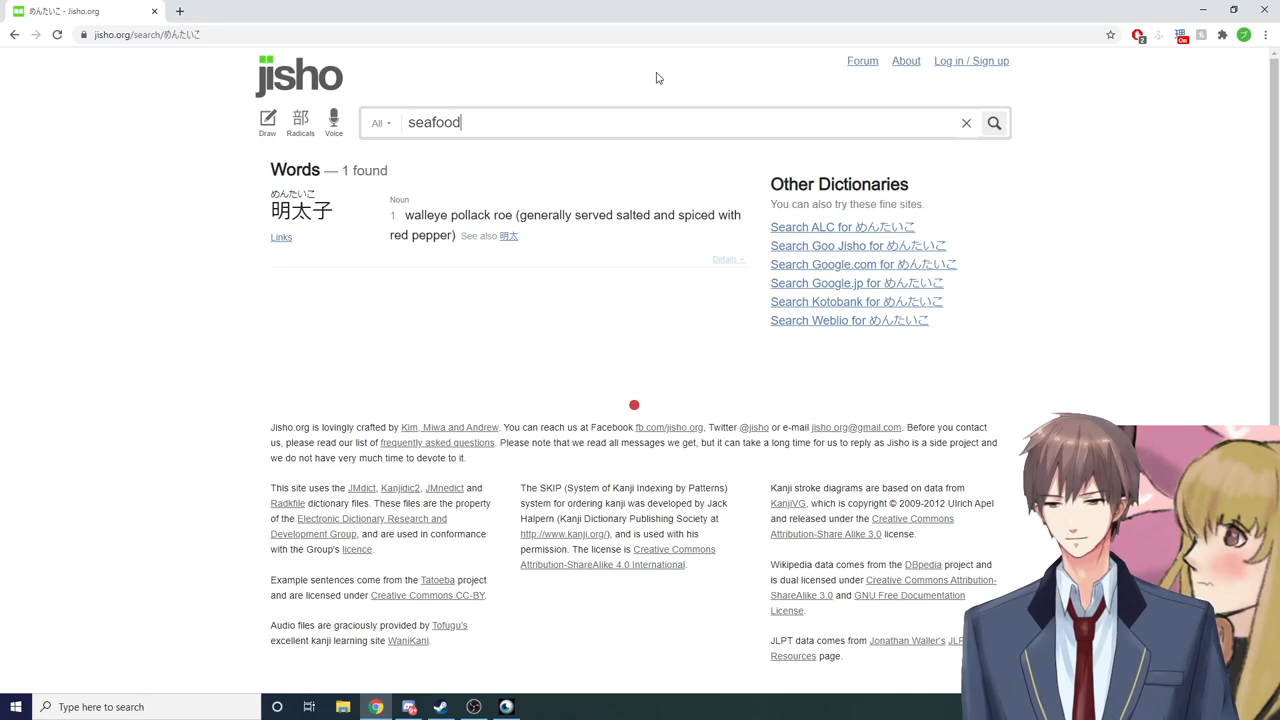 めんたいこ - Jisho.org
jisho.org/search/めんたいこ
jisho
Forum About Log in / Sign up
Draw Radicals Voice
All seafood
Words — 1 found
めんたいこ
明太子
Links
Noun
1. walleye pollack roe (generally served salted and spiced with
red pepper) See also 明太
Details
Other Dictionaries
You can also try these fine sites.
Search ALC for めんたいこ
Search Goo Jisho for めんたいこ
Search Google.com for めんたいこ
Search Google.jp for めんたいこ
Search Kotobank for めんたいこ
Search Weblio for めんたいこ
Jisho.org is lovingly crafted by Kim, Miwa and Andrew. You can reach us at Facebook fb.com/jisho.org, Twitter @jisho or e-mail jisho.org@gmail.com. Before you contact
us, please read our list of frequently asked questions. Please note that we read all messages we get, but it can take a long time for us to reply as Jisho is a side project and
we do not have very much time to devote to it.
This site uses the JMdict, Kanjidic2, JMnedict and
Radkfile dictionary files. These files are the property
of the Electronic Dictionary Research and
Development Group, and are used in conformance
with the Group's licence.
Example sentences come from the Tatoeba project
and are licensed under Creative Commons CC-BY.
Audio files are graciously provided by Tofugu's
excellent kanji learning site WaniKani.
The SKIP (System of Kanji Indexing by Patterns)
system for ordering kanji was developed by Jack
Halpern (Kanji Dictionary Publishing Society at
http://www.kanji.org/), and is used with his
permission. The license is Creative Commons
Attribution-ShareAlike 4.0 International.
Kanji stroke diagrams are based on data from
KanjiVG, which is copyright © 2009-2012 Ulrich Apel
and released under the Creative Commons
Attribution-Share Alike 3.0 license.
Wikipedia data comes from the DBpedia project and
is dual licensed under Creative Commons Attribution-
ShareAlike 3.0 and GNU Free Documentation
License.
JLPT data comes from Jonathan Waller's
Resources page.
Type here to search